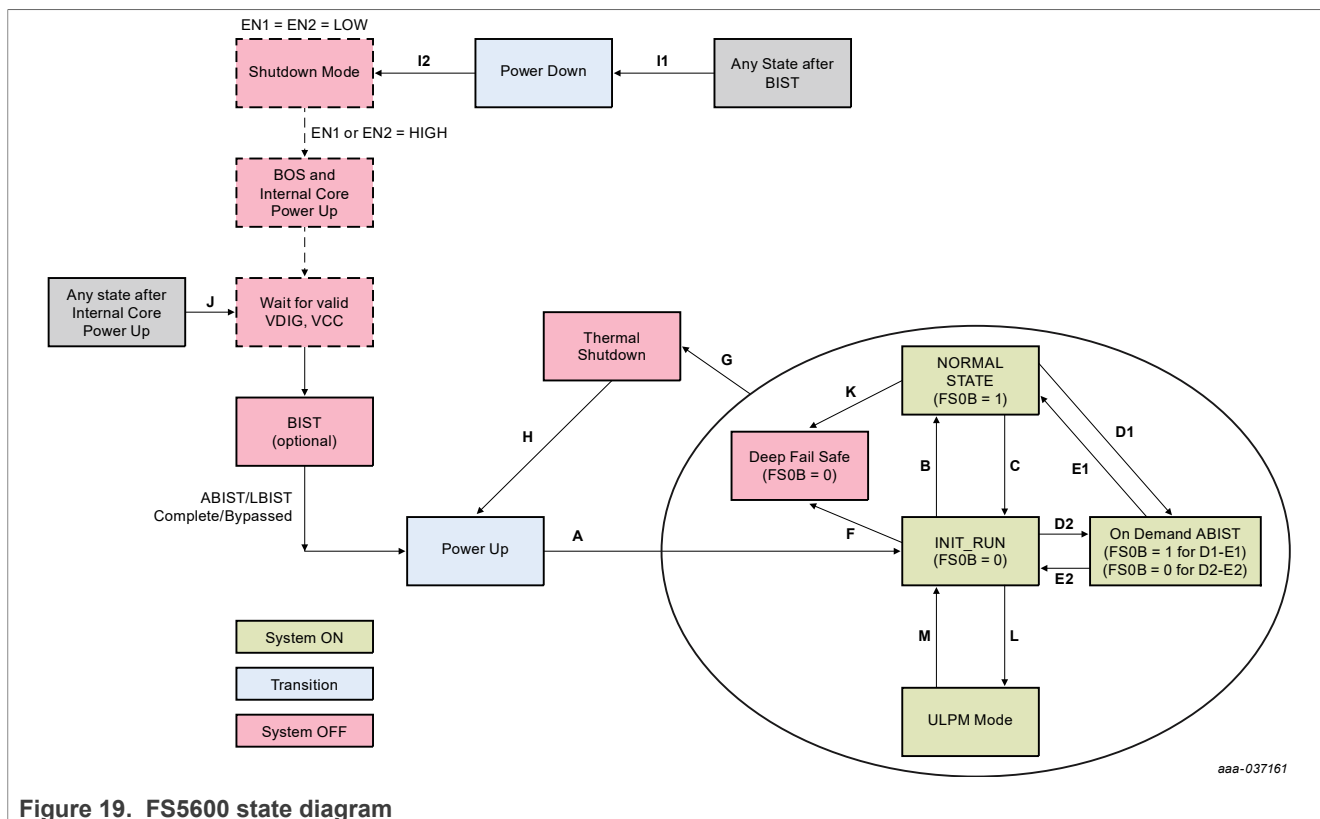 EN1 = EN2 = LOW
Shutdown Mode
I2
Power Down
I1
Any State after
BIST
EN1 or EN2 = HIGH
BOS and
Internal Core
Power Up
Any state after
Internal Core
Power Up
J
Wait for valid
VDIG, VCC
Thermal
Shutdown
G
NORMAL
STATE
(FS0B = 1)
K
D1
BIST
(optional)
H
Deep Fail Safe
(FS0B = 0)
B
C
E1
ABIST/LBIST
Complete/Bypassed
Power Up
A
F
INIT_RUN
(FS0B = 0)
D2
E2
On Demand ABIST
(FS0B = 1 for D1-E1)
(FS0B = 0 for D2-E2)
M
L
System ON
Transition
System OFF
ULPM Mode
aaa-037161
Figure 19. FS5600 state diagram